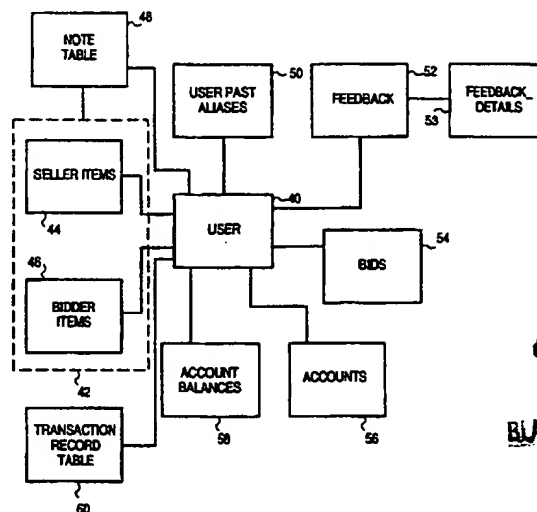 48
NOTE
TABLE
50
USER PAST
ALIASES
52
FEEDBACK
53
FEEDBACK_
DETAILS
SELLER ITEMS
44
40
USER
54
BIDS
46
BIDDER
ITEMS
42
ACCOUNT
BALANCES
58
ACCOUNTS
56
TRANSACTION
RECORD
TABLE
60
BU